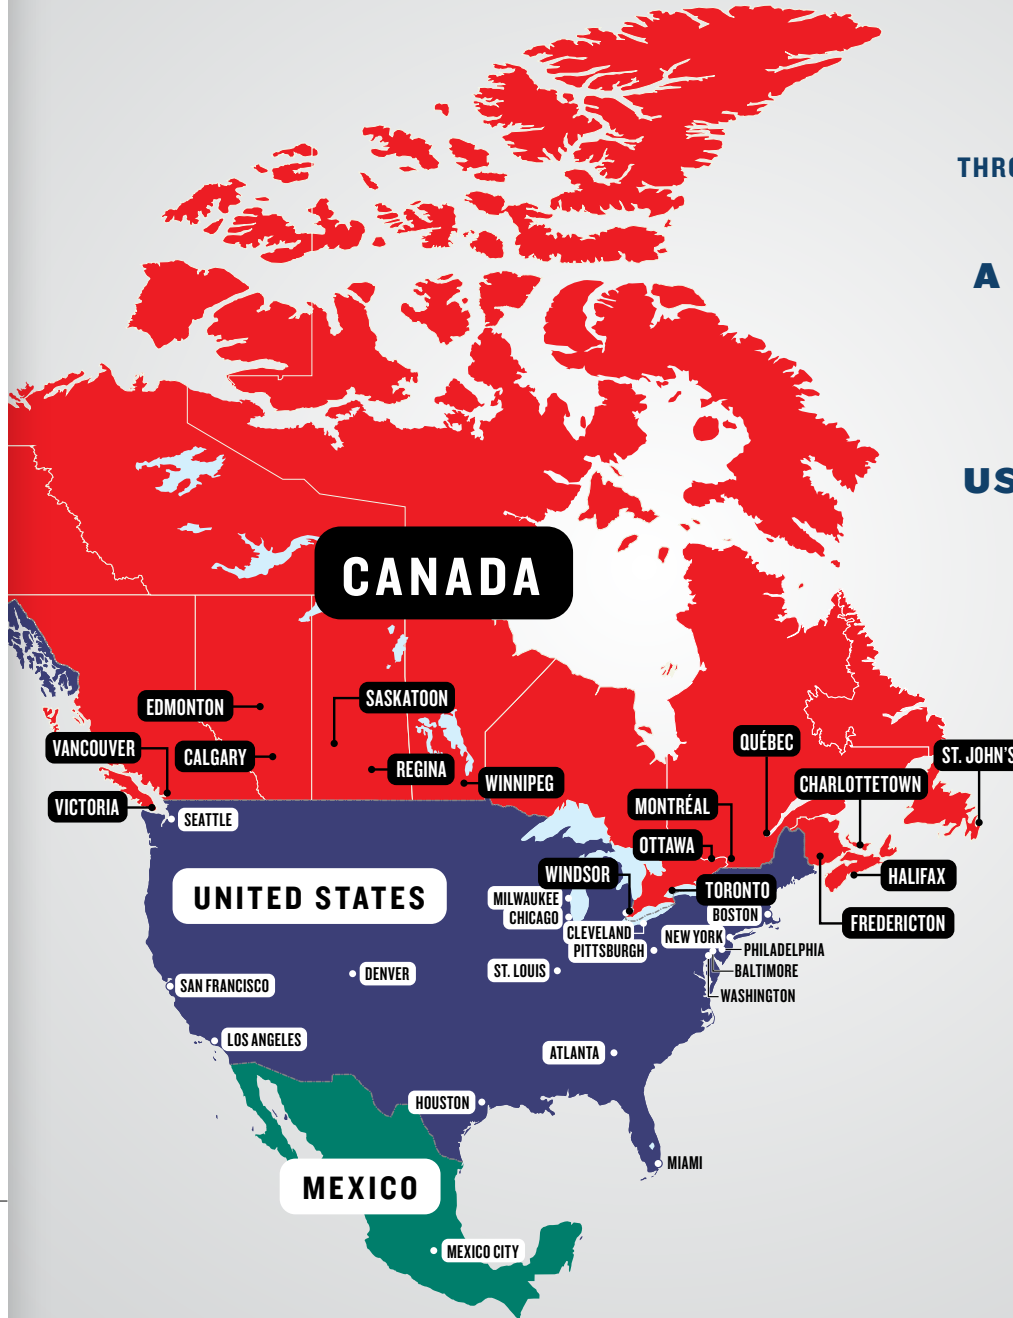 THRO
A
US
CANADA
EDMONTON
SASKATOON
VANCOUVER
CALGARY
REGINA
WINNIPEG
QUÉBEC
ST. JOHN'S
CHARLOTTETOWN
VICTORIA
SEATTLE
MONTRÉAL
OTTAWA
WINDSOR
TORONTO
HALIFAX
UNITED STATES
MILWAUKEE
CHICAGO
BOSTON
FREDERICTON
CLEVELAND
NEW YORK
PITTSBURGH
PHILADELPHIA
ST. LOUIS
BALTIMORE
DENVER
SAN FRANCISCO
WASHINGTON
LOS ANGELES
ATLANTA
HOUSTON
MIAMI
MEXICO
MEXICO CITY